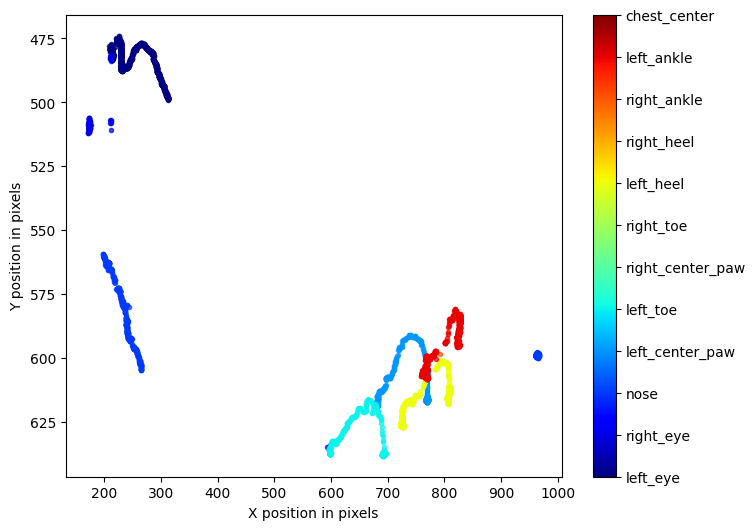 475
500
525
550
575
600
625
Y position in pixels
200
300
400
500
600
700
800
900
1000
X position in pixels
chest_center
left_ankle
right_ankle
right_heel
left_heel
right_toe
right_center_paw
left_toe
left_center_paw
nose
right_eye
left_eye